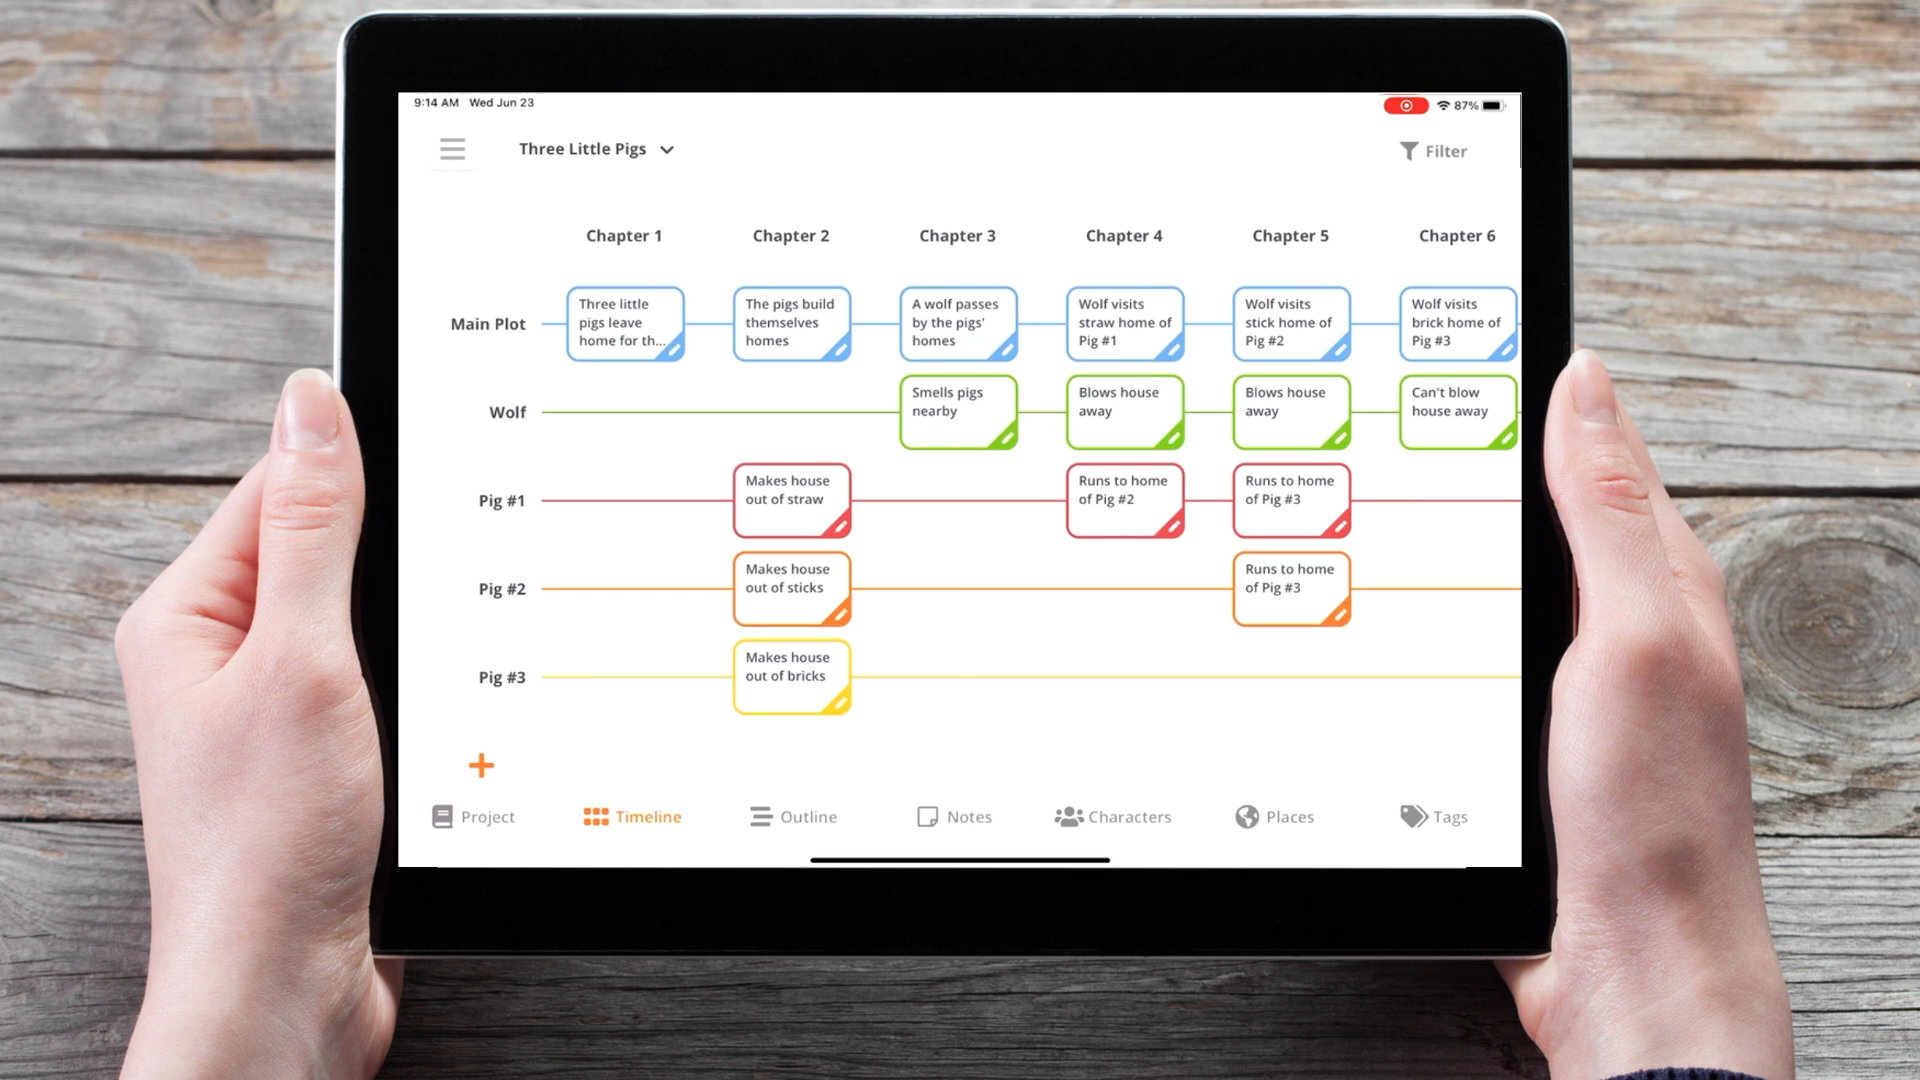 9:14 AM Wed Jun 23
87%
Three Little Pigs
Filter
Chapter 1
Chapter 2
Chapter 3
Chapter 4
Chapter 5
Chapter 6
Main Plot
Three little
pigs leave
home for th...
The pigs build
themselves
homes
A wolf passes
by the pigs'
homes
Wolf visits
straw home of
Pig #1
Wolf visits
stick home of
Pig #2
Wolf visits
brick home of
Pig #3
Wolf
Smells pigs
nearby
Blows house
away
Blows house
away
Can't blow
house away
Pig #1
Makes house
out of straw
Runs to home
of Pig #2
Runs to home
of Pig #3
Pig #2
Makes house
out of sticks
Runs to home
of Pig #3
Pig #3
Makes house
out of bricks
Project
Timeline
Outline
Notes
Characters
Places
Tags